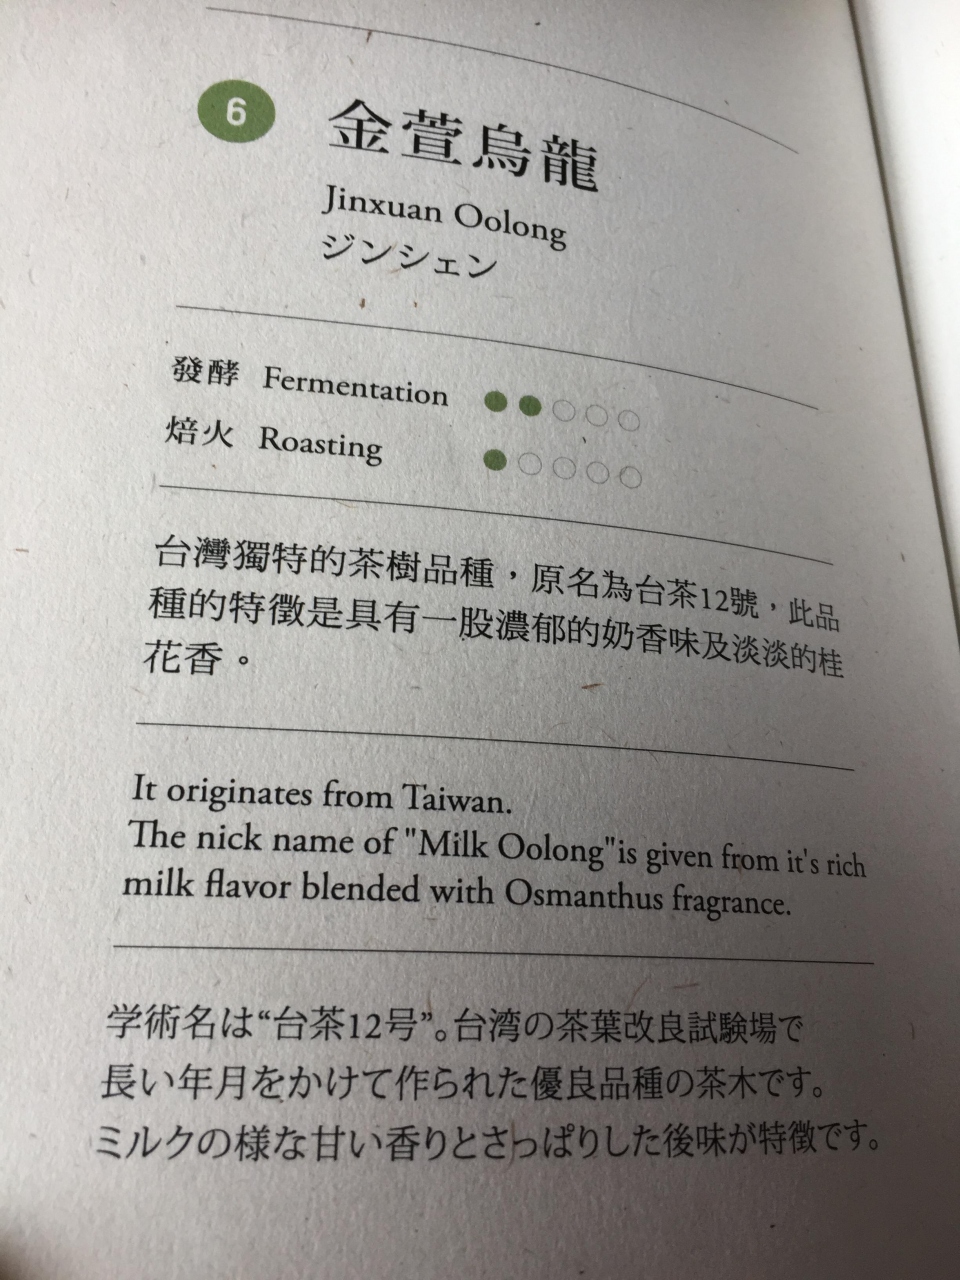 6
金萱烏龍
Jinxuan Oolong
ジンシェン
發酵 Fermentation
焙火 Roasting
台灣獨特的茶樹品種，原名為台茶12號，此品
種的特徵是具有一股濃郁的奶香味及淡淡的桂
花香。
It originates from Taiwan.
The nick name of "Milk Oolong"is given from it's rich
milk flavor blended with Osmanthus fragrance.
学術名は“台茶12号”。台湾の茶葉改良試験場で
長い年月をかけて作られた優良品種の茶木です。
ミルクの様な甘い香りとさっぱりした後味が特徴です。